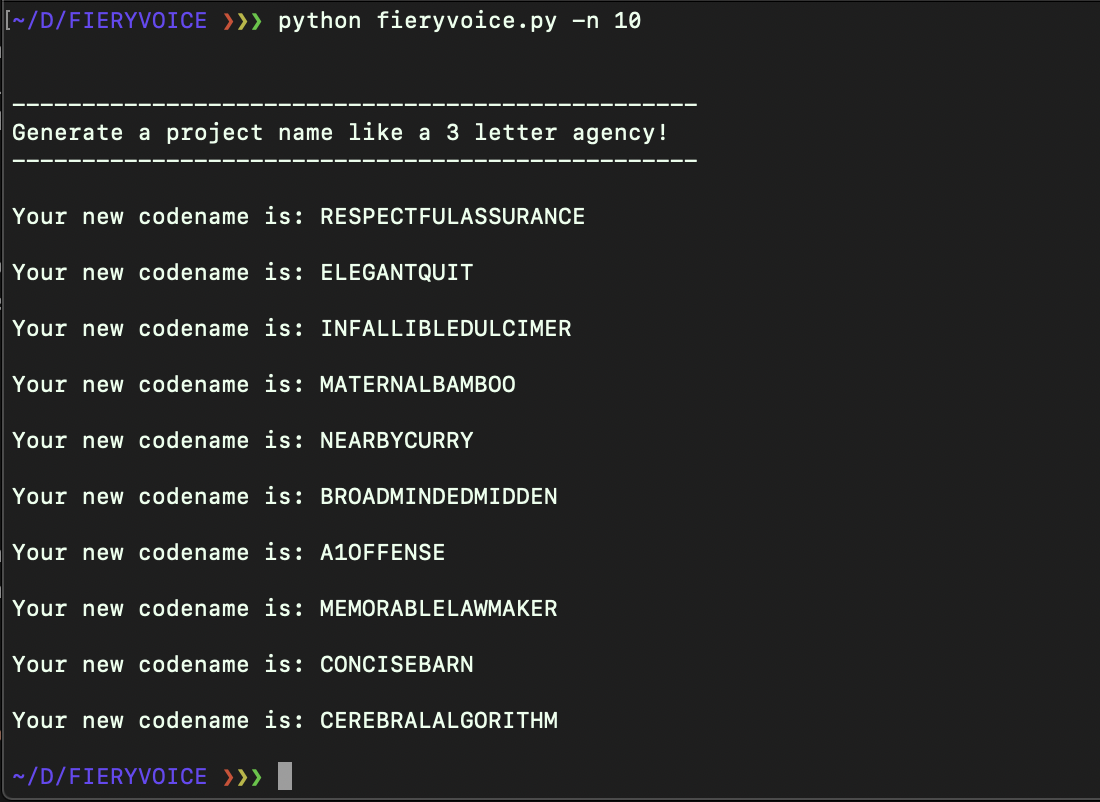 [~/D/FIERYVOICE ❯❯❯ python fieryvoice.py -n 10
-------------------------------------------------
Generate a project name like a 3 letter agency!
-------------------------------------------------
Your new codename is: RESPECTFULASSURANCE
Your new codename is: ELEGANTQUIT
Your new codename is: INFALLIBLEDULCIMER
Your new codename is: MATERNALBAMBOO
Your new codename is: NEARBYCURRY
Your new codename is: BROADMINDEDMIDDEN
Your new codename is: A1OFFENSE
Your new codename is: MEMORABLELAWMAKER
Your new codename is: CONCISEBARN
Your new codename is: CEREBRALALGORITHM
~/D/FIERYVOICE ❯❯❯